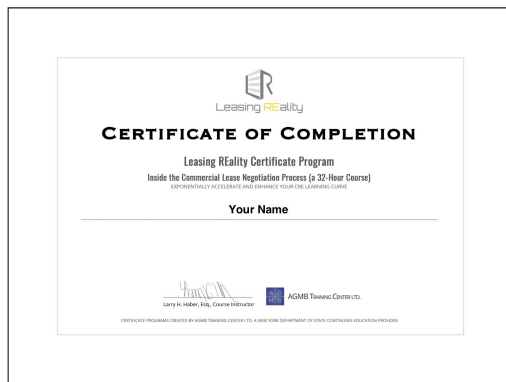 Leasing REality
CERTIFICATE OF COMPLETION
Leasing REality Certificate Program
Inside the Commercial Lease Negotiation Process (a 32-Hour Course)
EXPONENTIALLY ACCELERATE AND ENHANCE YOUR CRE LEARNING CURVE
Your Name
Larry H. Haber, Esq., Course Instructor
AGMB TRAINING CENTER LTD.
CERTIFICATE PROGRAMS CREATED BY AGMB TRAINING CENTER LTD. A NEW YORK DEPARTMENT OF STATE CONTINUING EDUCATION PROVIDER